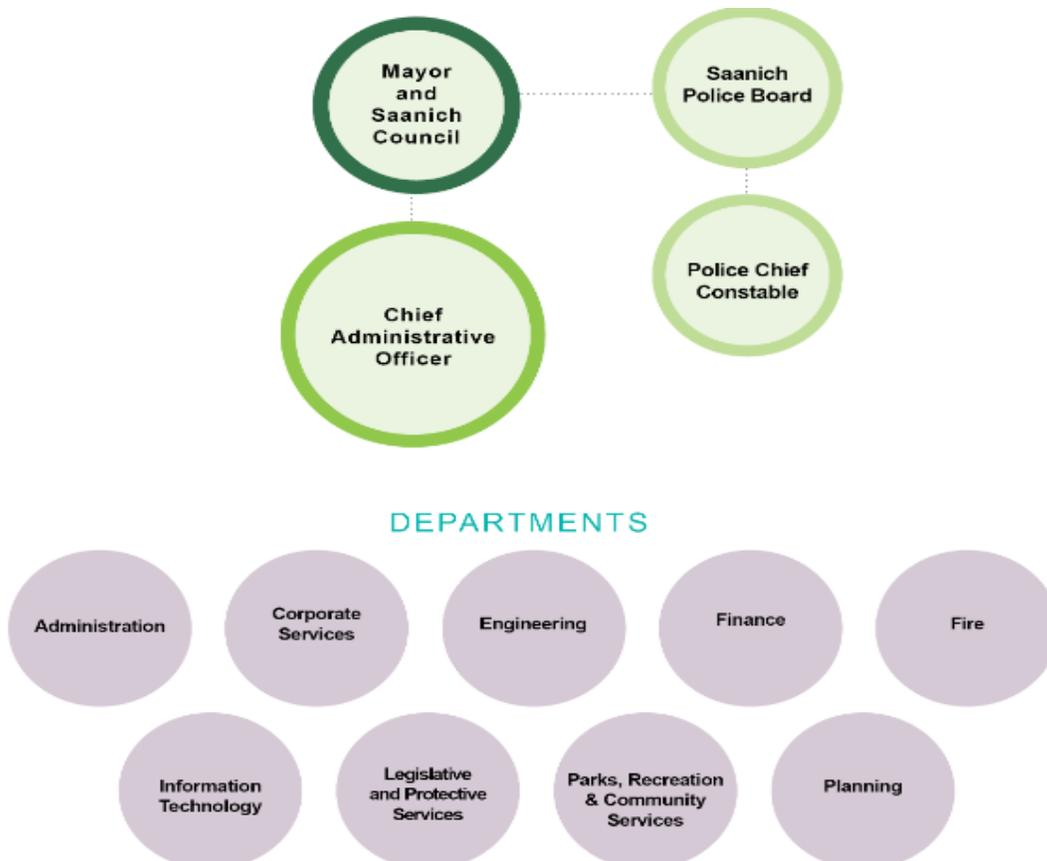 Mayor
and
Saanich
Council
Saanich
Police Board
Police Chief
Constable
Chief
Administrative
Officer
DEPARTMENTS
Administration
Corporate
Services
Engineering
Finance
Fire
Information
Technology
Legislative
and Protective
Services
Parks, Recreation
& Community
Services
Planning